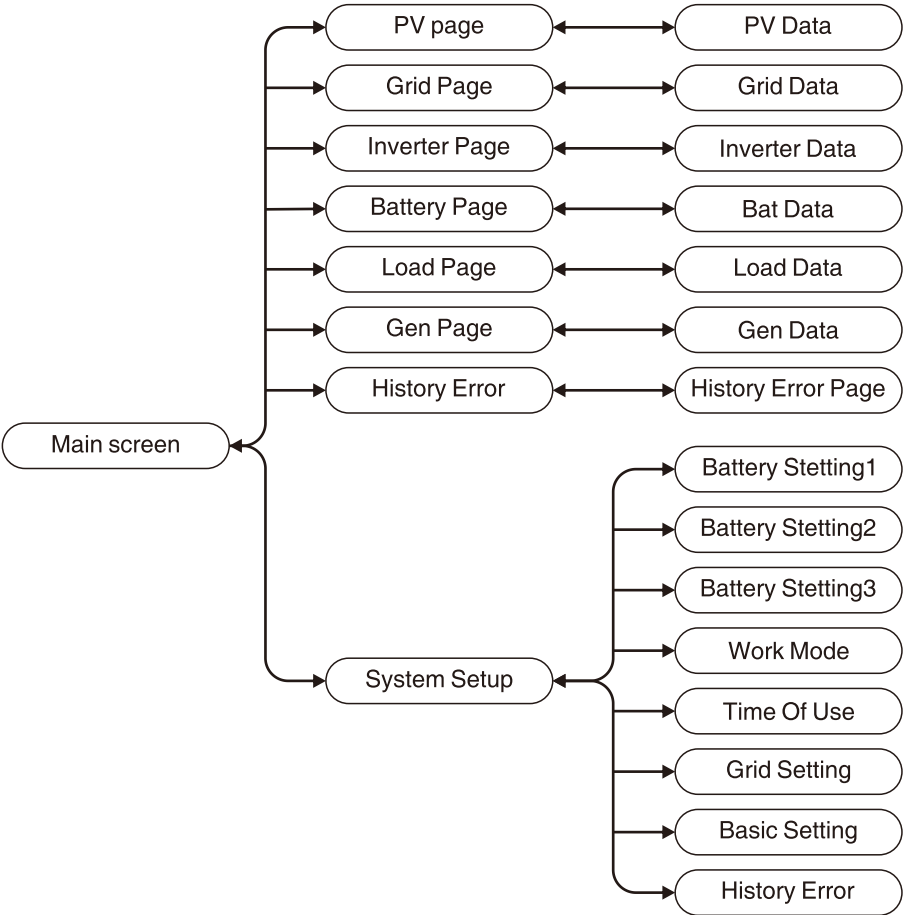 PV page
PV Data
Grid Page
Grid Data
Inverter Page
Inverter Data
Battery Page
Bat Data
Load Page
Load Data
Gen Page
Gen Data
History Error
History Error Page
Main screen
Battery Stetting1
Battery Stetting2
Battery Stetting3
Work Mode
System Setup
Time Of Use
Grid Setting
Basic Setting
History Error